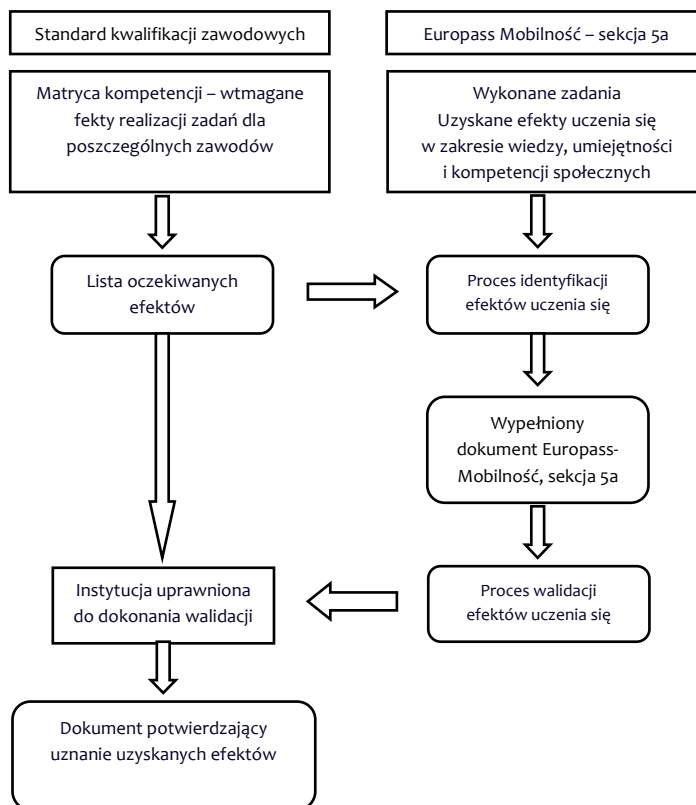 Standard kwalifikacji zawodowych
Europass Mobilność – sekcja 5a
Matryca kompetencji – wtmagane
fekty realizacji zadań dla
poszczególnych zawodów
Wykonane zadania
Uzyskane efekty uczenia się
w zakresie wiedzy, umiejętności
i kompetencji społecznych
Lista oczekiwanych
efektów
Proces identyfikacji
efektów uczenia się
Wypełniony
dokument Europass-
Mobilność, sekcja 5a
Instytucja uprawniona
do dokonania walidacji
Proces walidacji
efektów uczenia się
Dokument potwierdzający
uznanie uzyskanych efektów